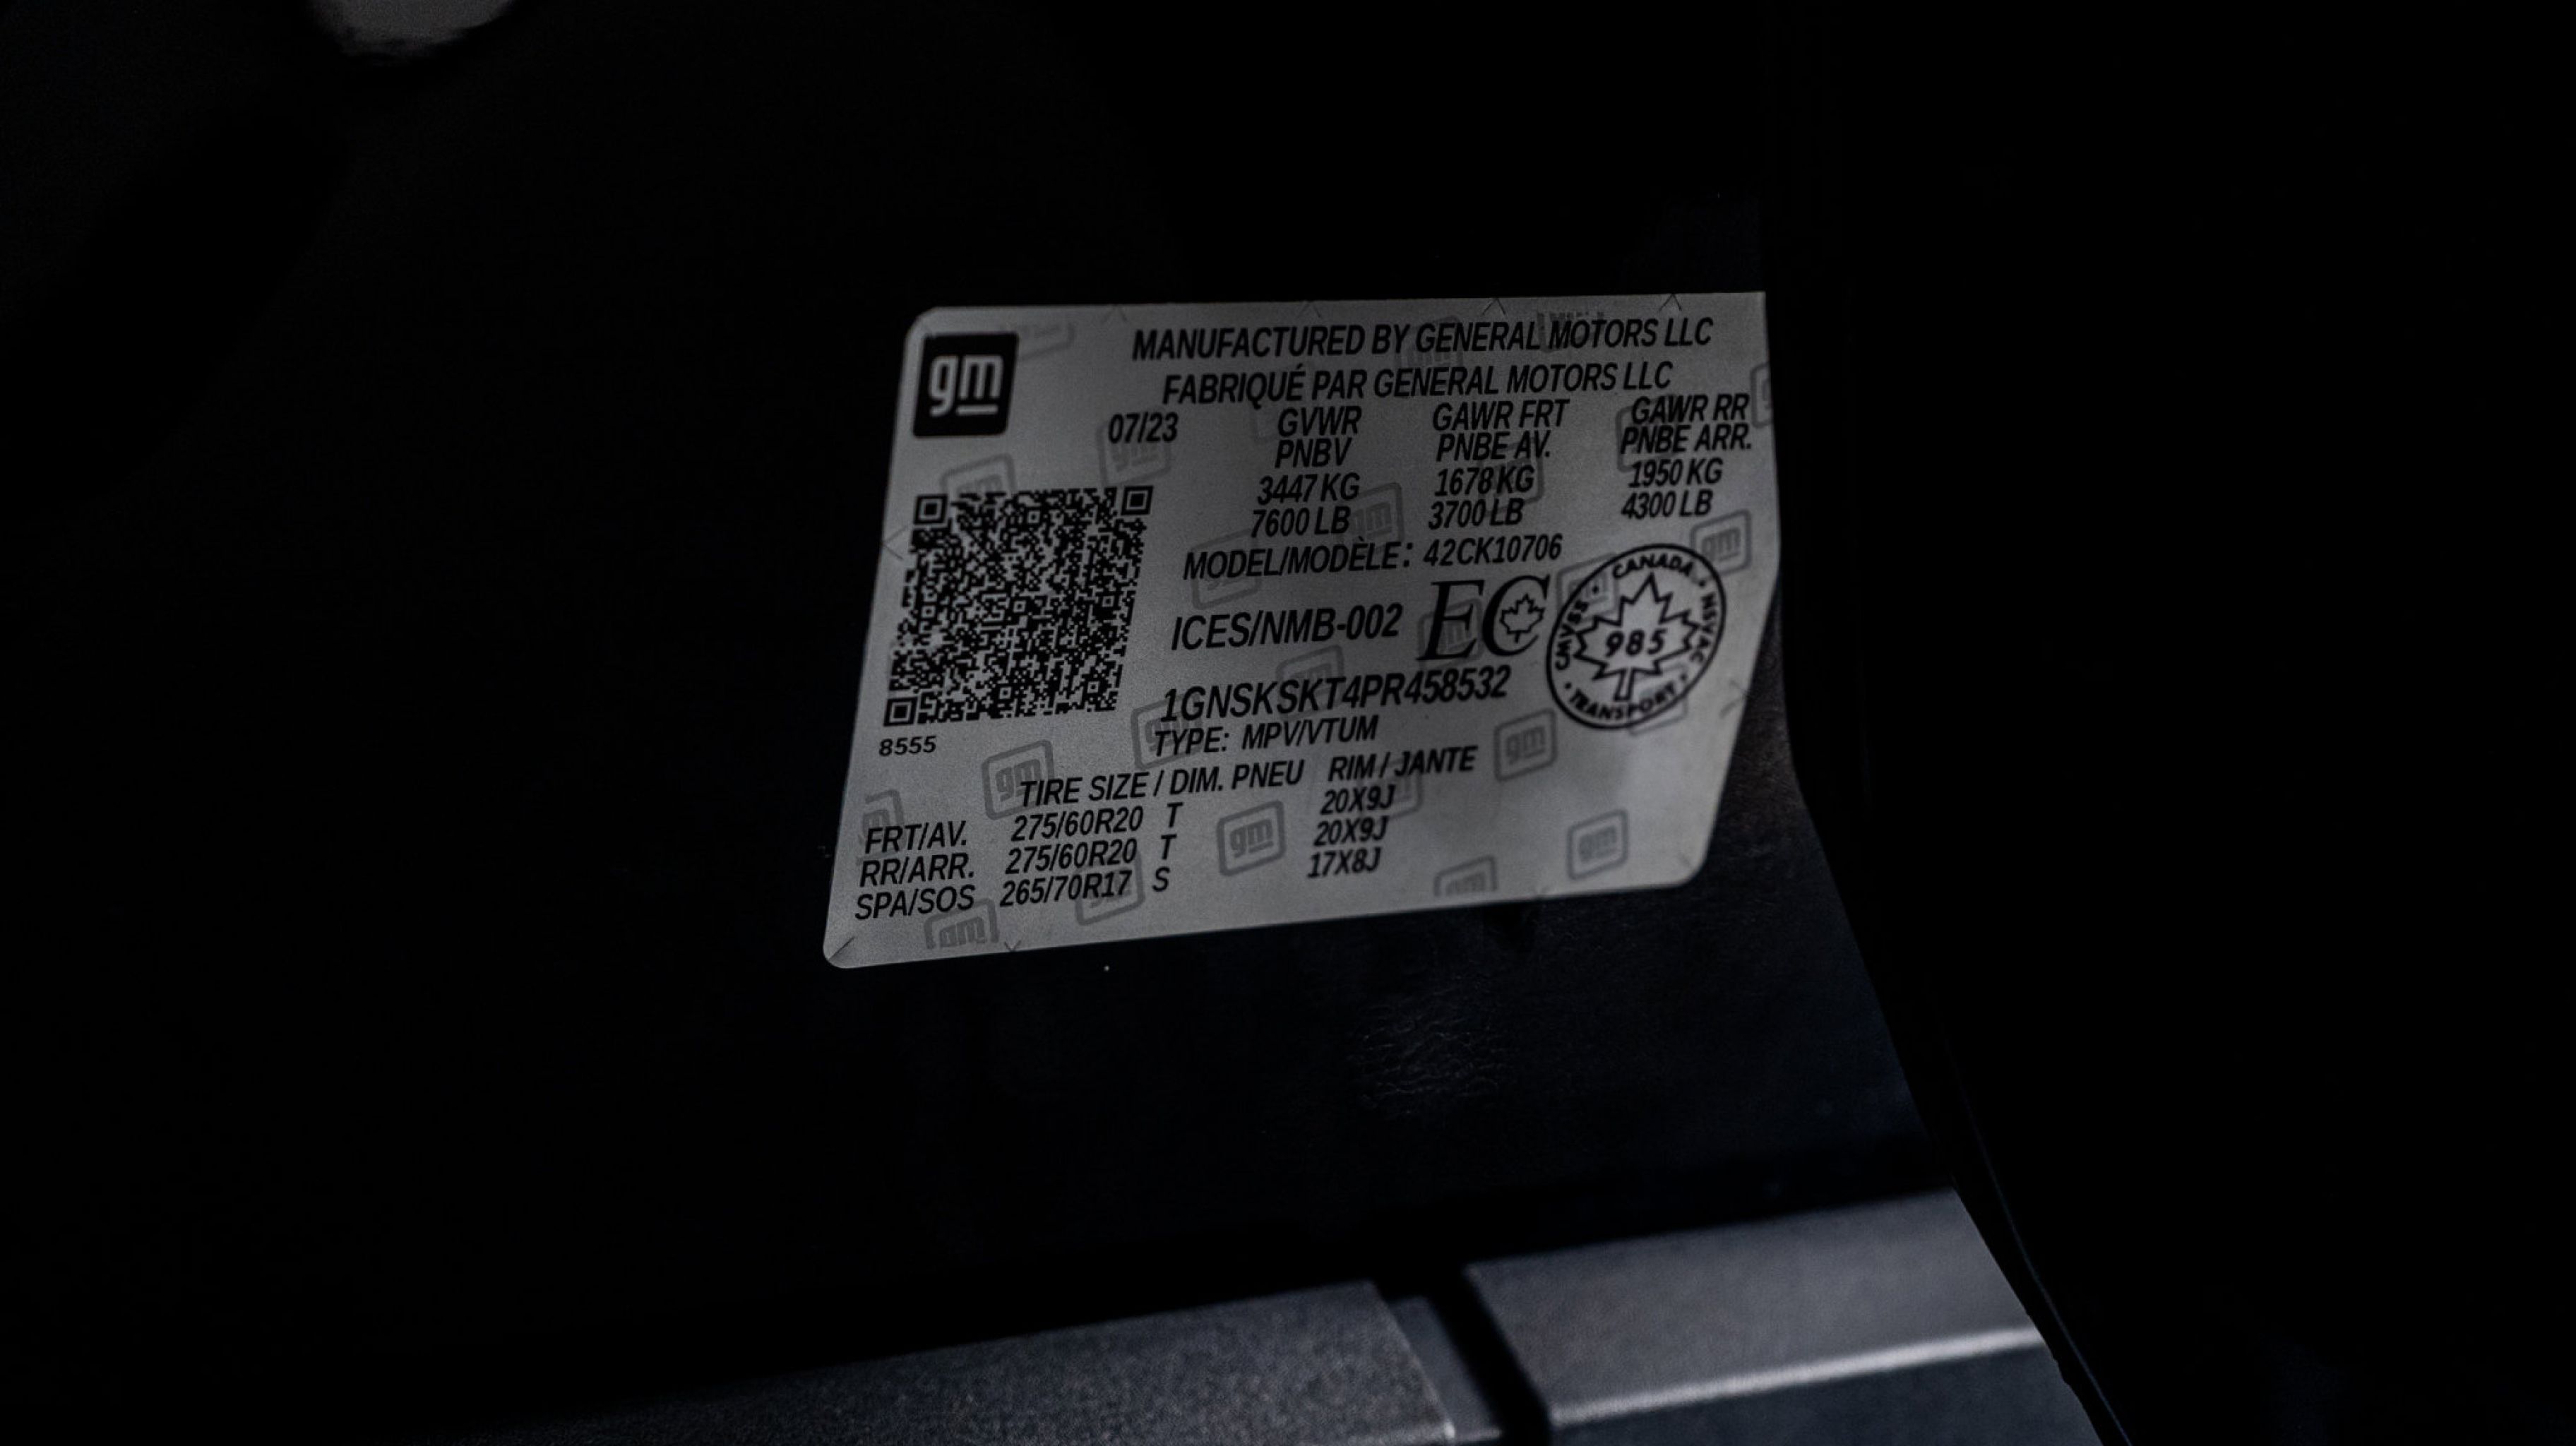 gm
MANUFACTURED BY GENERAL MOTORS LLC
FABRIQUÉ PAR GENERAL MOTORS LLC
07/23 GVWR GAWR FRT GAWR RR
PNBV PNBE AV. PNBE ARR.
3447 KG 1678 KG 1950 KG
7600 LB 3700 LB 4300 LB
MODEL/MODÈLE: 42CK10706
ICES/NMB-002 EC
CANADA · NSVAC · TRANSPORT · CMVSS ·
985
1GNSKSKT4PR458532
TYPE: MPV/VTUM
8555
TIRE SIZE / DIM. PNEU RIM / JANTE
FRT/AV. 275/60R20 T 20X9J
RR/ARR. 275/60R20 T 20X9J
SPA/SOS 265/70R17 S 17X8J